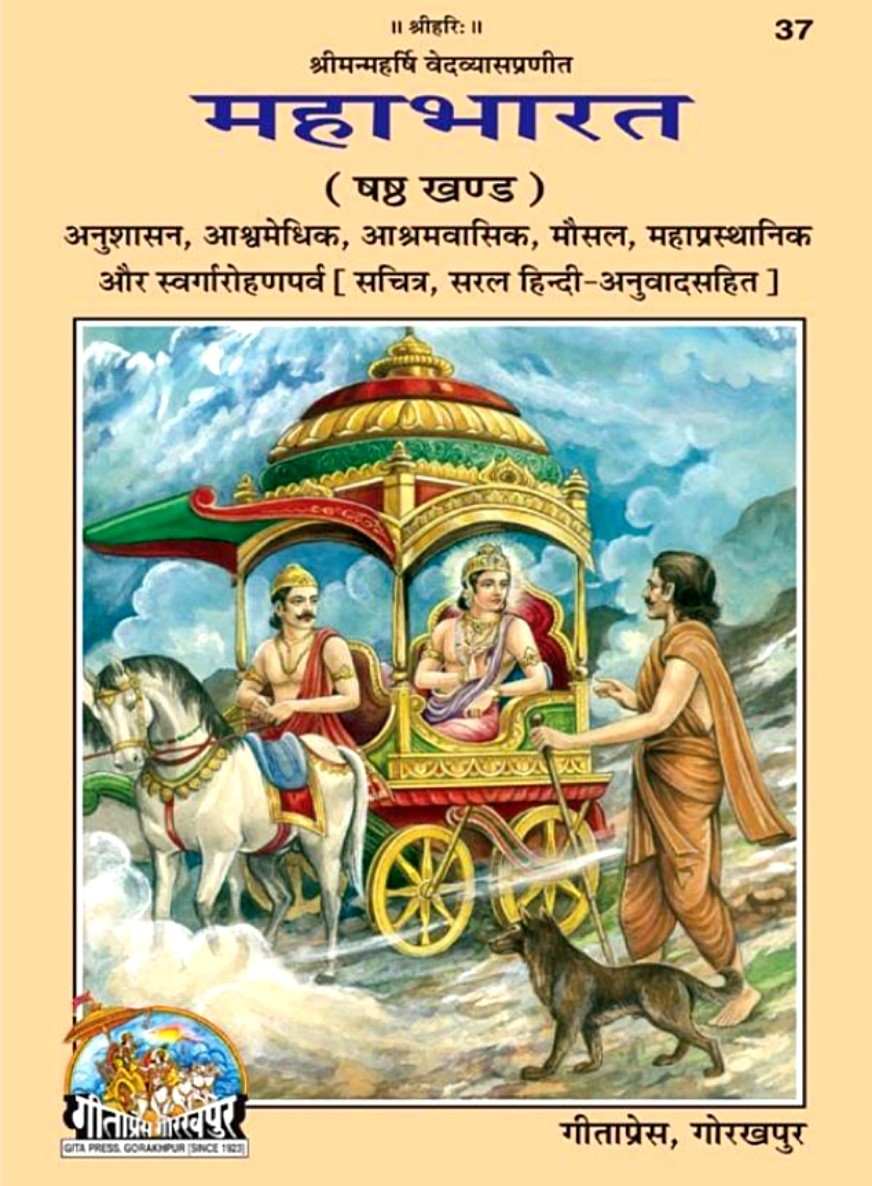 ॥ श्रीहरि: ॥
37
श्रीमन्महर्षि वेदव्यासप्रणीत
महाभारत
( षष्ठ खण्ड )
अनुशासन, आश्वमेधिक, आश्रमवासिक, मौसल, महाप्रस्थानिक
और स्वर्गारोहणपर्व [ सचित्र, सरल हिन्दी-अनुवादसहित ]
गीताप्रेस गोरखपुर
GITA PRESS, GORAKHPUR [SINCE 1923]
गीताप्रेस, गोरखपुर